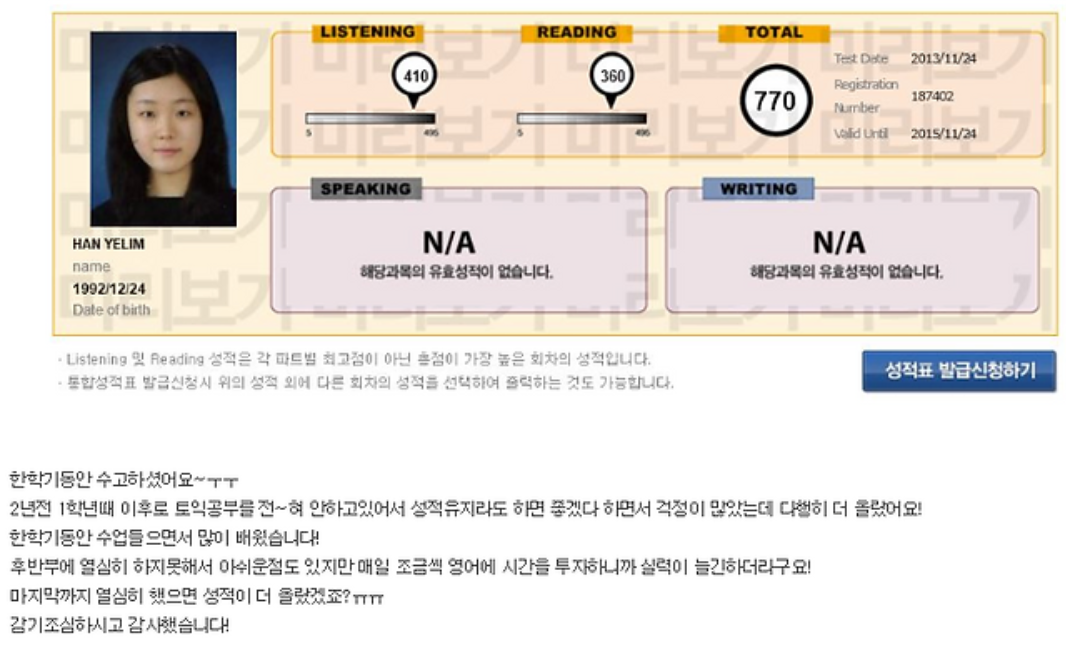 LISTENING READING TOTAL
410 360 770
5 495 5 495
Test Date 2013/11/24
Registration Number 187402
Valid Until 2015/11/24
SPEAKING WRITING
N/A N/A
해당과목의 유효성적이 없습니다. 해당과목의 유효성적이 없습니다.
HAN YELIM
name
1992/12/24
Date of birth
미리보기
· Listening 및 Reading 성적은 각 파트별 최고점이 아닌 총점이 가장 높은 회차의 성적입니다.
· 통합성적표 발급신청시 위의 성적 외에 다른 회차의 성적을 선택하여 출력하는 것도 가능합니다.
성적표 발급신청하기
한학기동안 수고하셨어요~ㅜㅜ
2년전 1학년때 이후로 토익공부를 전~혀 안하고있어서 성적유지라도 하면 좋겠다 하면서 걱정이 많았는데 다행히 더 올랐어요!
한학기동안 수업들으면서 많이 배웠습니다!
후반부에 열심히 하지못해서 아쉬운점도 있지만 매일 조금씩 영어에 시간을 투자하니까 실력이 늘긴하더라구요!
마지막까지 열심히 했으면 성적이 더 올랐겠죠?ㅠㅠ
감기조심하시고 감사했습니다!